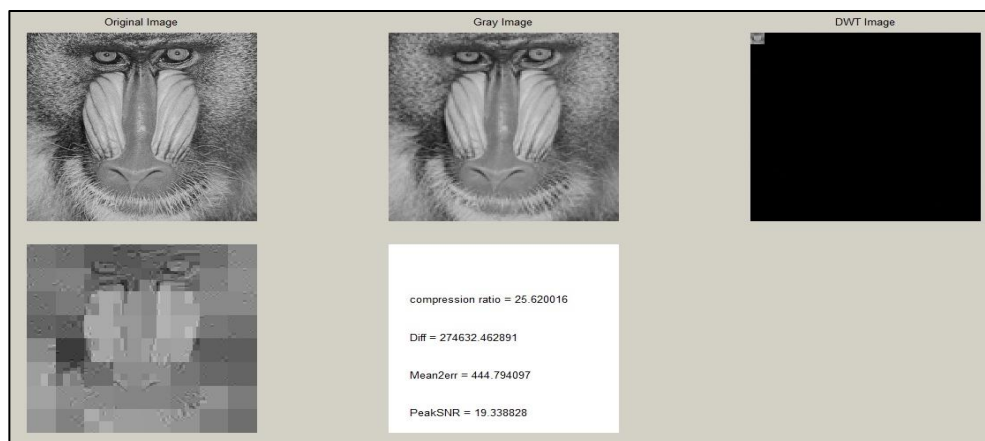 Original Image
Gray Image
DWT Image
compression ratio = 25.620016
Diff = 274632.462891
Mean2err = 444.794097
PeakSNR = 19.338828